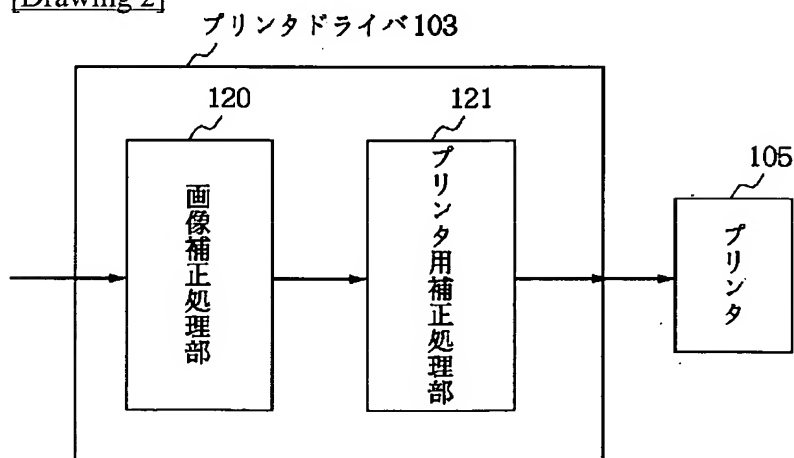 [Drawing 2]
プリンタドライバ103
120
121
105
画像補正処理部
プリンタ用補正処理部
プリンタ